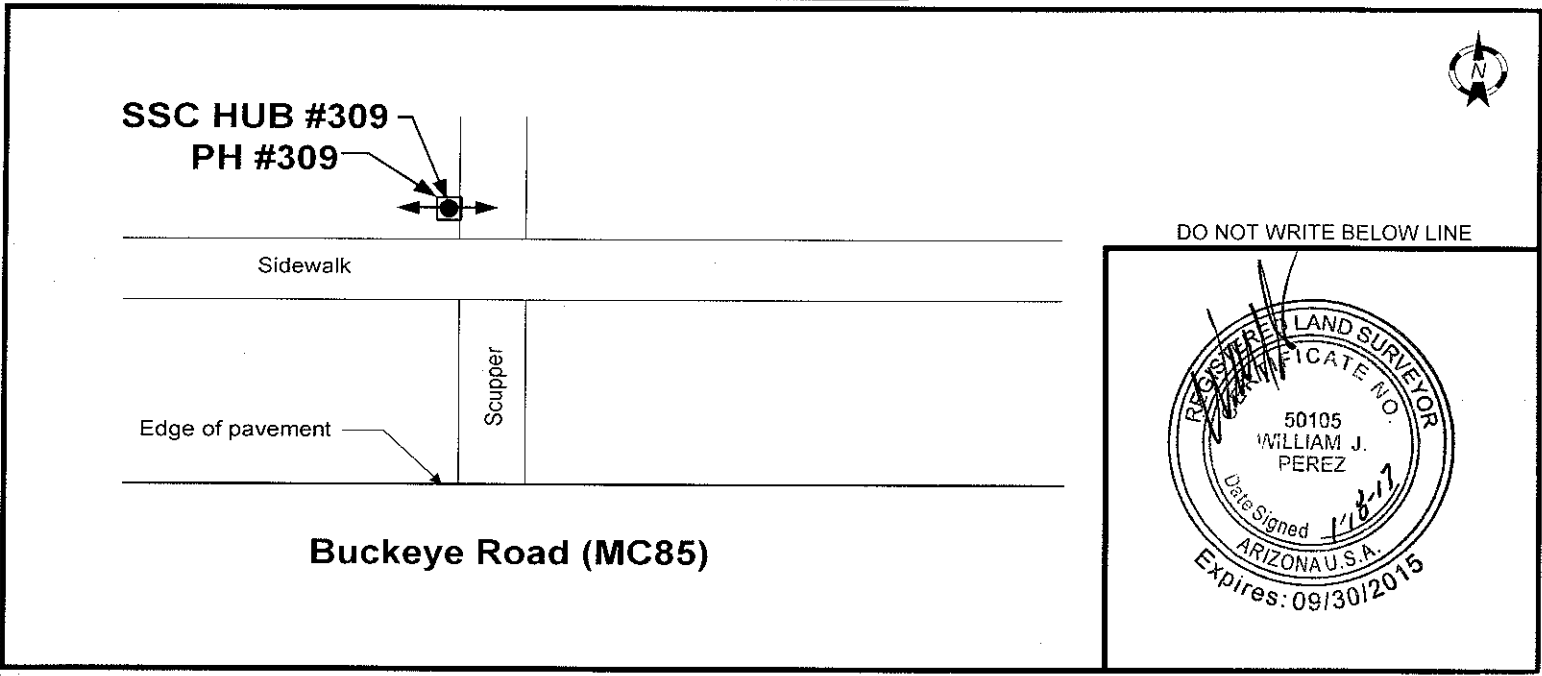 N
SSC HUB #309
PH #309
DO NOT WRITE BELOW LINE
Sidewalk
Scupper
Edge of pavement
Buckeye Road (MC85)
REGISTERED LAND SURVEYOR
CERTIFICATE NO.
50105
WILLIAM J.
PEREZ
Date Signed
ARIZONA U.S.A.
Expires: 09/30/2015